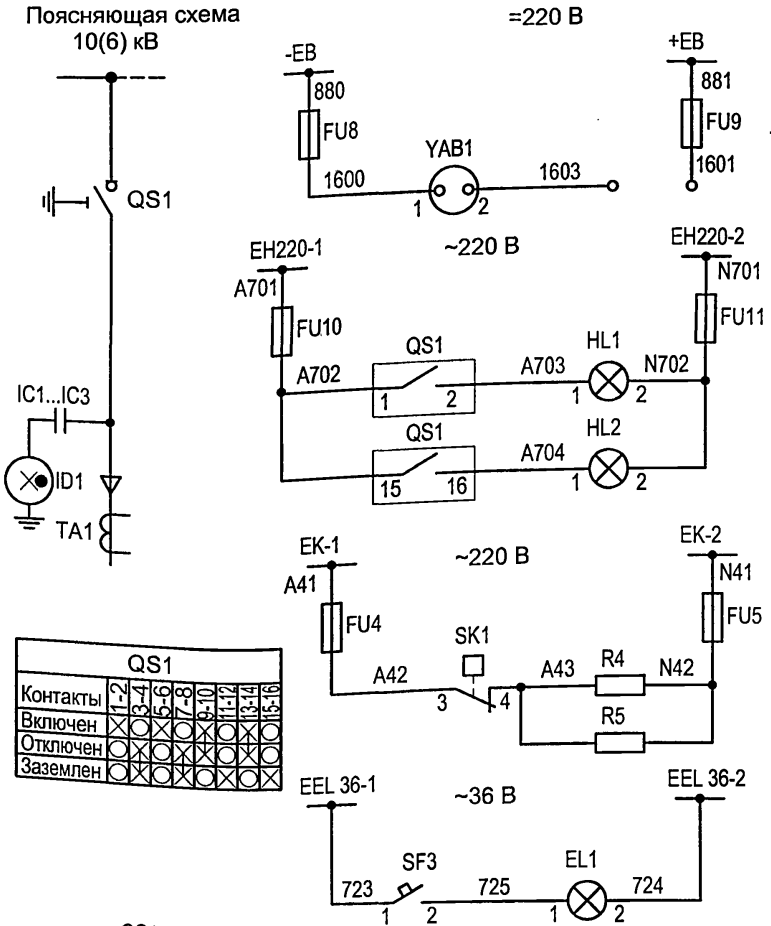 Поясняющая схема
10(6) кВ
QS1
IC1...IC3
ID1
TA1
=220 В
-EB
880
FU8
1600
YAB1
1
2
1603
+EB
881
FU9
1601
~220 В
EH220-1
A701
FU10
A702
QS1
1
2
A703
HL1
1
2
N702
EH220-2
N701
FU11
QS1
15
16
A704
HL2
1
2
~220 В
EK-1
A41
FU4
A42
SK1
3
4
A43
R4
N42
R5
EK-2
N41
FU5
~36 В
EEL 36-1
723
SF3
1
2
725
EL1
1
2
724
EEL 36-2
QS1
Контакты 1-2 3-4 5-6 7-8 9-10 11-12 13-14 15-16
Включен
Отключен
Заземлен